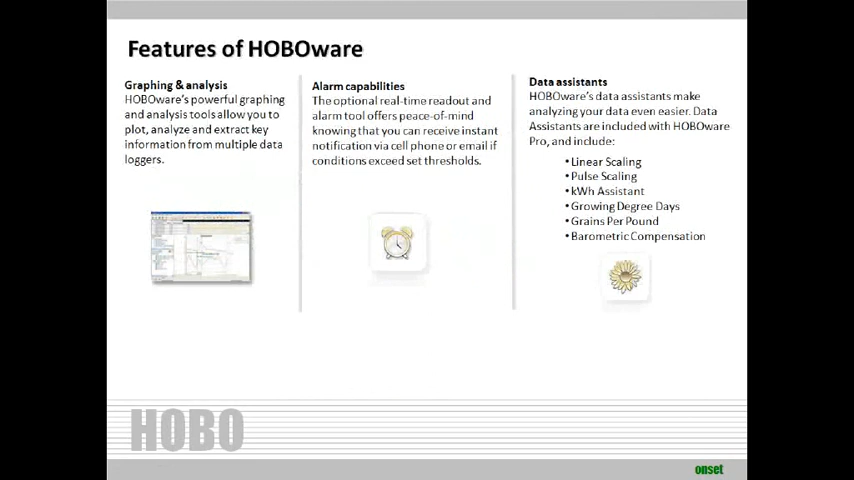 Features of HOBOware
Graphing & analysis
HOBOware's powerful graphing
and analysis tools allow you to
plot, analyze and extract key
information from multiple data
loggers.
Alarm capabilities
The optional real-time readout and
alarm tool offers peace-of-mind
knowing that you can receive instant
notification via cell phone or email if
conditions exceed set thresholds.
Data assistants
HOBOware's data assistants make
analyzing your data even easier. Data
Assistants are included with HOBOware
Pro, and include:
•Linear Scaling
•Pulse Scaling
•kWh Assistant
•Growing Degree Days
•Grains Per Pound
•Barometric Compensation
HOBO
onset